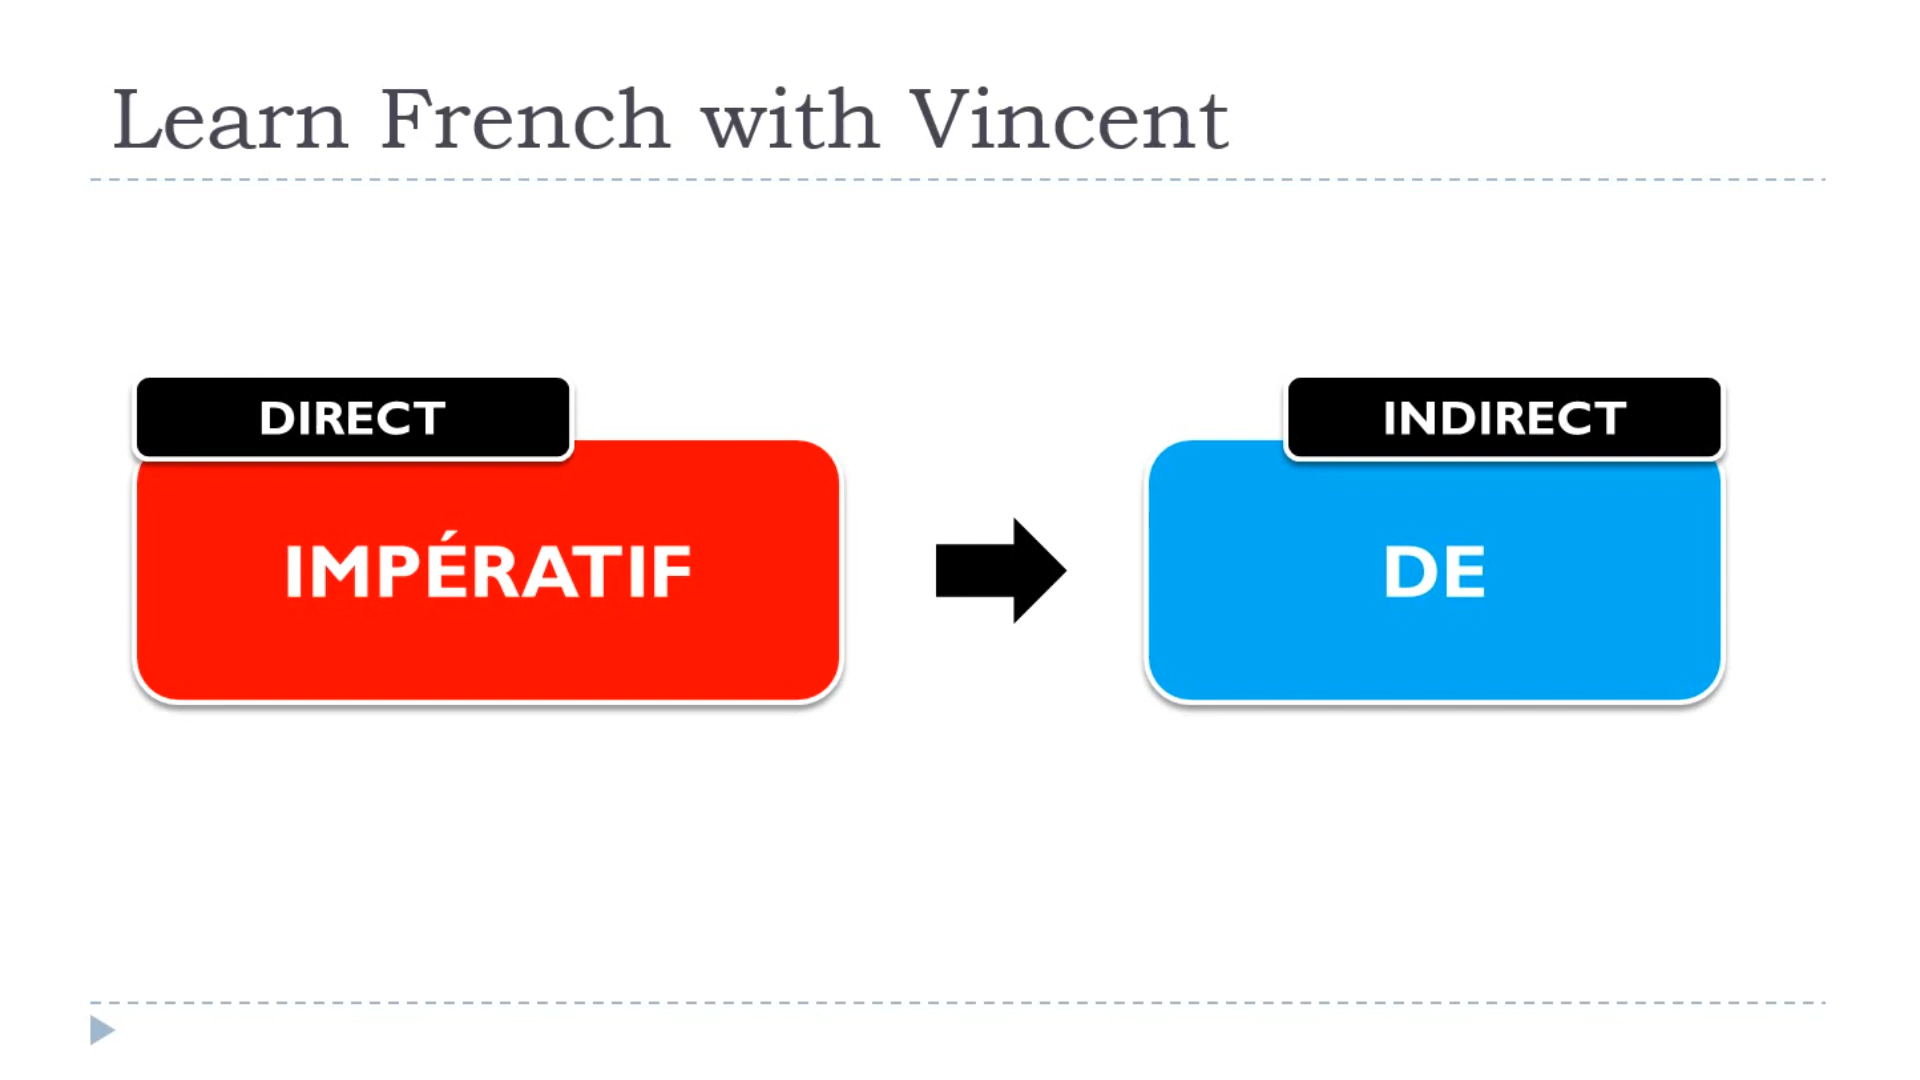 Learn French with Vincent
DIRECT
INDIRECT
IMPÉRATIF
DE